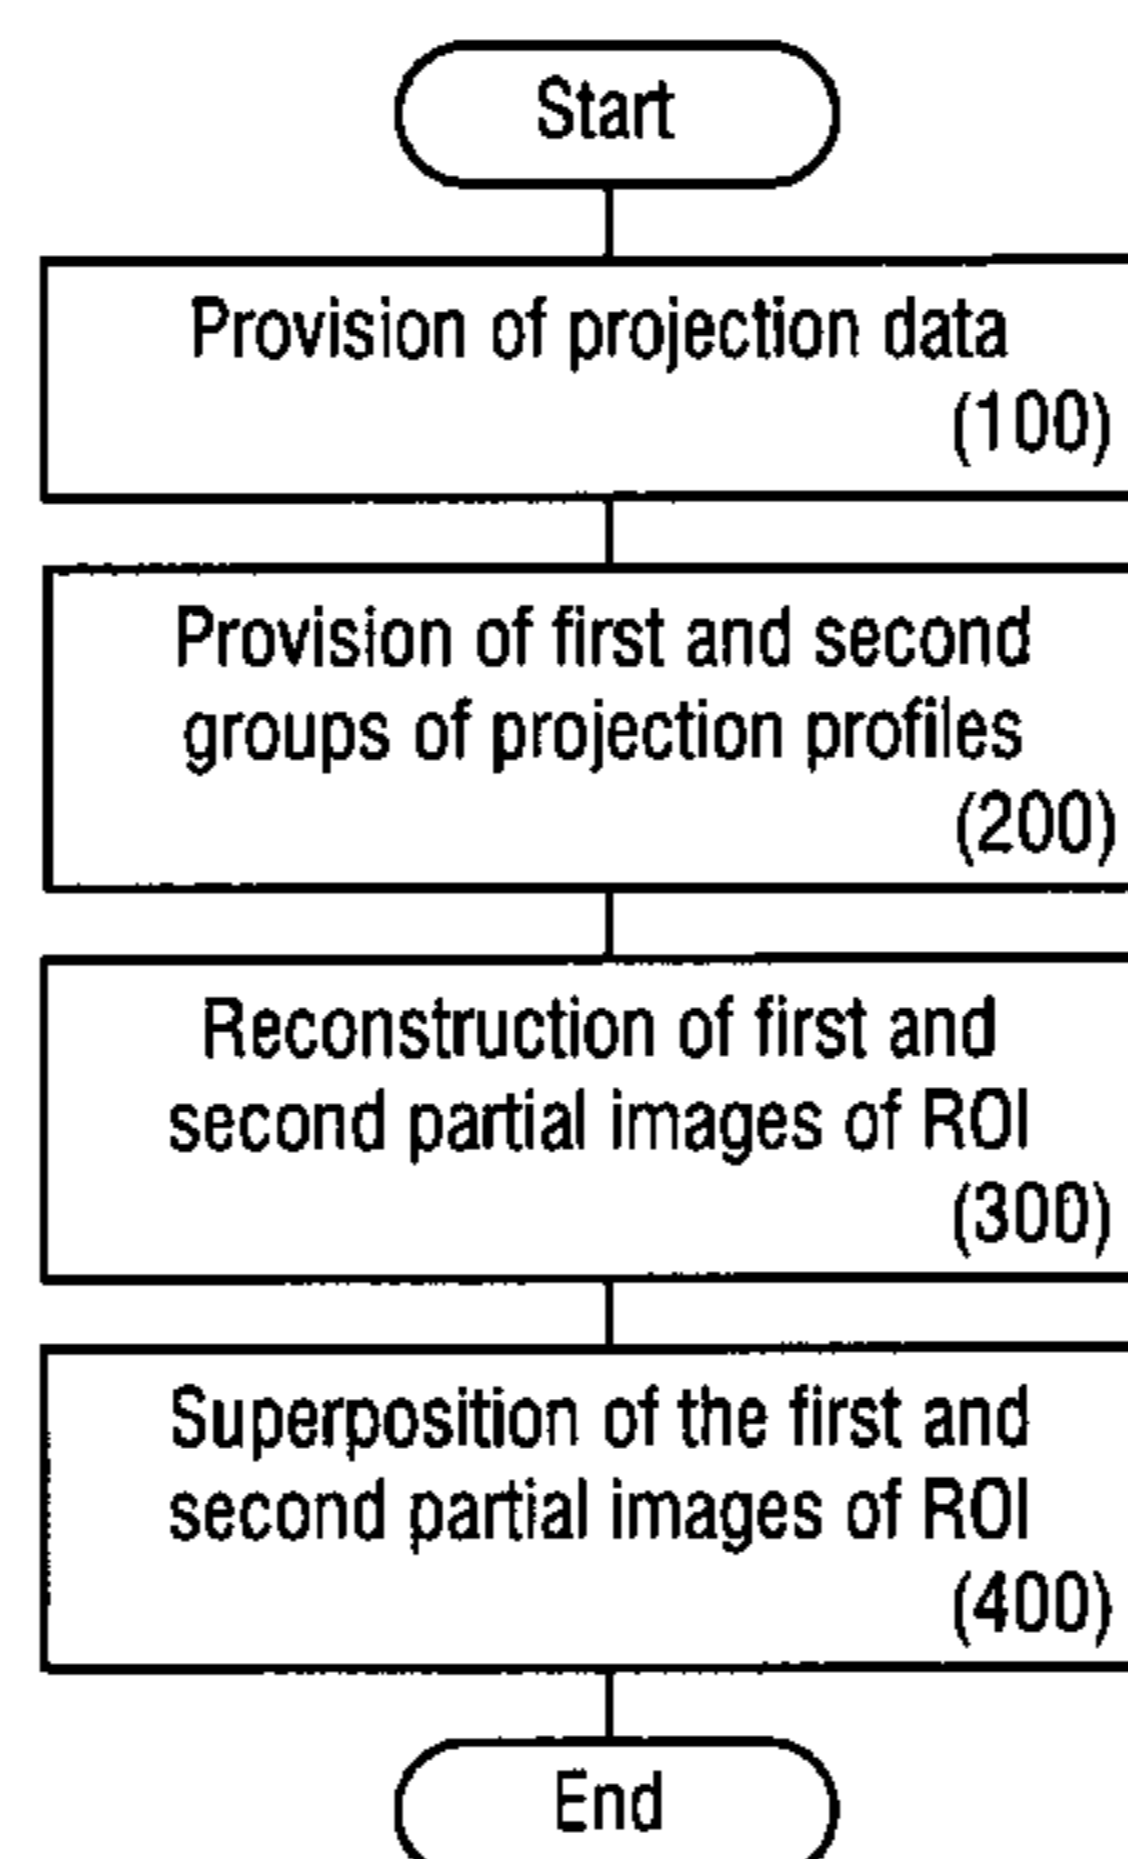 Start
Provision of projection data
(100)
Provision of first and second
groups of projection profiles
(200)
Reconstruction of first and
second partial images of ROI
(300)
Superposition of the first and
second partial images of ROI
(400)
End